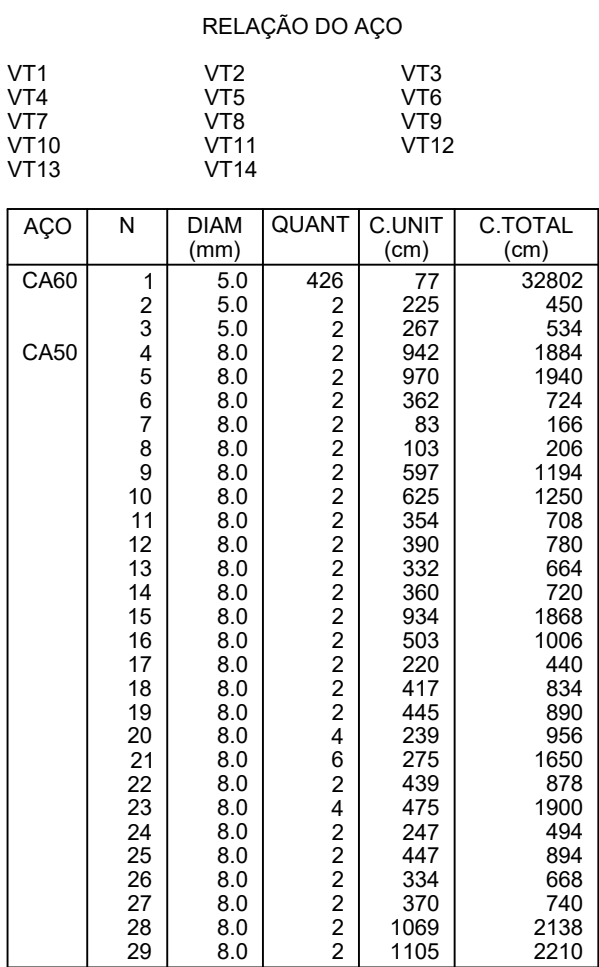 RELAÇÃO DO AÇO
VT1 VT2 VT3
VT4 VT5 VT6
VT7 VT8 VT9
VT10 VT11 VT12
VT13 VT14
AÇO N DIAM QUANT C.UNIT C.TOTAL
(mm) (cm) (cm)
CA60 1 5.0 426 77 32802
2 5.0 2 225 450
3 5.0 2 267 534
CA50 4 8.0 2 942 1884
5 8.0 2 970 1940
6 8.0 2 362 724
7 8.0 2 83 166
8 8.0 2 103 206
9 8.0 2 597 1194
10 8.0 2 625 1250
11 8.0 2 354 708
12 8.0 2 390 780
13 8.0 2 332 664
14 8.0 2 360 720
15 8.0 2 934 1868
16 8.0 2 503 1006
17 8.0 2 220 440
18 8.0 2 417 834
19 8.0 2 445 890
20 8.0 4 239 956
21 8.0 6 275 1650
22 8.0 2 439 878
23 8.0 4 475 1900
24 8.0 2 247 494
25 8.0 2 447 894
26 8.0 2 334 668
27 8.0 2 370 740
28 8.0 2 1069 2138
29 8.0 2 1105 2210